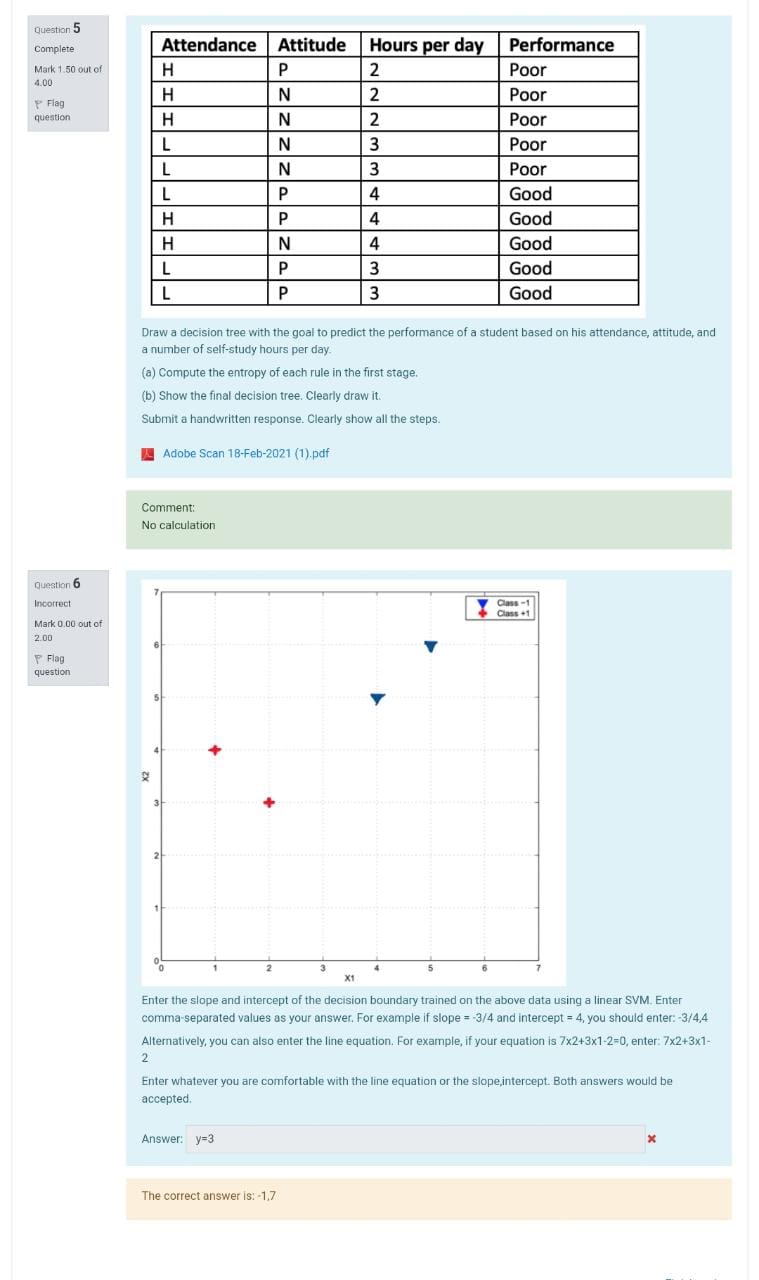 Question 5
Complete
Mark 1.50 out of
4.00
Flag
question
Attendance Attitude Hours per day Performance
H P 2 Poor
H N 2 Poor
H N 2 Poor
L N 3 Poor
L N 3 Poor
L P 4 Good
H P 4 Good
H N 4 Good
L P 3 Good
L P 3 Good
Draw a decision tree with the goal to predict the performance of a student based on his attendance, attitude, and
a number of self-study hours per day.
(a) Compute the entropy of each rule in the first stage.
(b) Show the final decision tree. Clearly draw it.
Submit a handwritten response. Clearly show all the steps.
Adobe Scan 18-Feb-2021 (1).pdf
Comment:
No calculation
Question 6
Incorrect
Mark 0.00 out of
2.00
Flag
question
7
Class -1
Class +1
6
5
4
X2
3
2
1
0
0 1 2 3 4 5 6 7
X1
Enter the slope and intercept of the decision boundary trained on the above data using a linear SVM. Enter
comma-separated values as your answer. For example if slope = -3/4 and intercept = 4, you should enter: -3/4,4
Alternatively, you can also enter the line equation. For example, if your equation is 7x2+3x1-2=0, enter: 7x2+3x1-
2
Enter whatever you are comfortable with the line equation or the slope,intercept. Both answers would be
accepted.
Answer: y=3
The correct answer is: -1,7